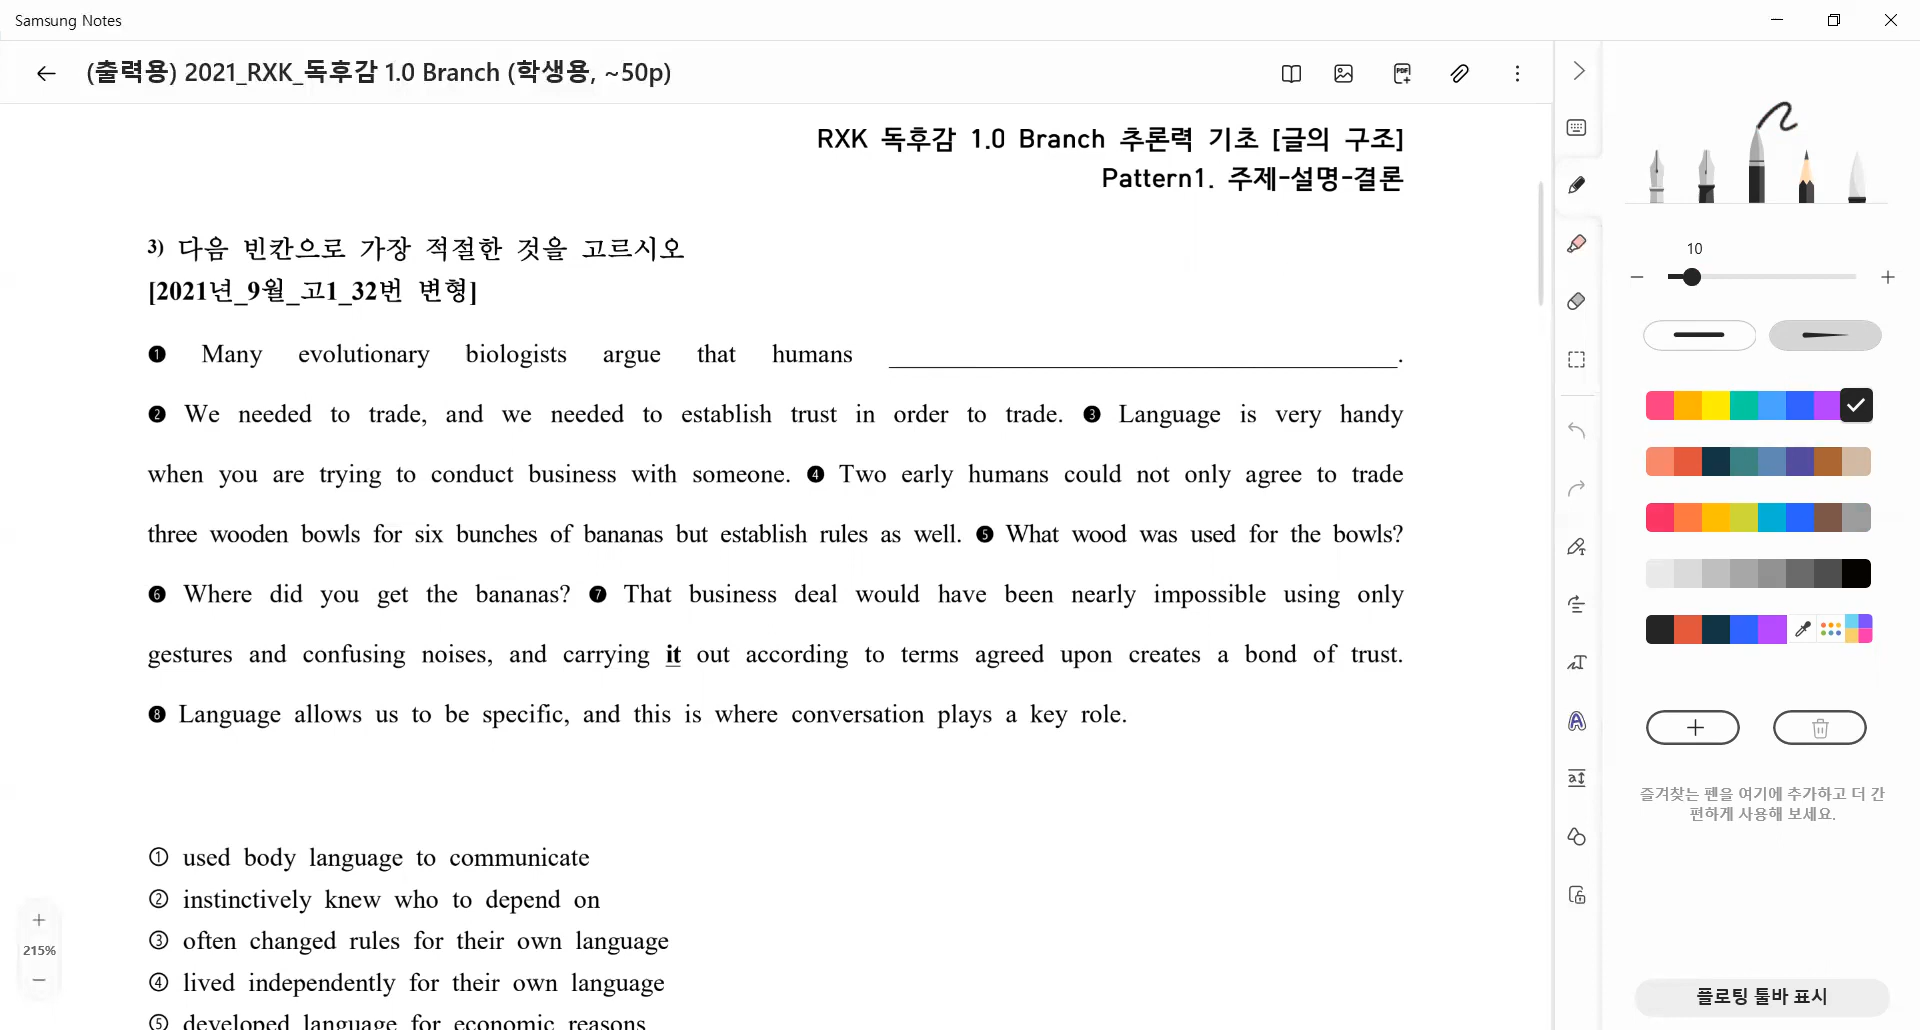 Samsung Notes
(출력용) 2021_RXK_독후감 1.0 Branch (학생용, ~50p)
RXK 독후감 1.0 Branch 추론력 기초 [글의 구조]
Pattern1. 주제-설명-결론
3) 다음 빈칸으로 가장 적절한 것을 고르시오
[2021년_9월_고1_32번 변형]
❶ Many evolutionary biologists argue that humans ________________________________________.
❷ We needed to trade, and we needed to establish trust in order to trade. ❸ Language is very handy
when you are trying to conduct business with someone. ❹ Two early humans could not only agree to trade
three wooden bowls for six bunches of bananas but establish rules as well. ❺ What wood was used for the bowls?
❻ Where did you get the bananas? ❼ That business deal would have been nearly impossible using only
gestures and confusing noises, and carrying it out according to terms agreed upon creates a bond of trust.
❽ Language allows us to be specific, and this is where conversation plays a key role.
① used body language to communicate
② instinctively knew who to depend on
③ often changed rules for their own language
④ lived independently for their own language
⑤ developed language for economic reasons
215%
PDF
10
즐겨찾는 펜을 여기에 추가하고 더 간
편하게 사용해 보세요.
플로팅 툴바 표시